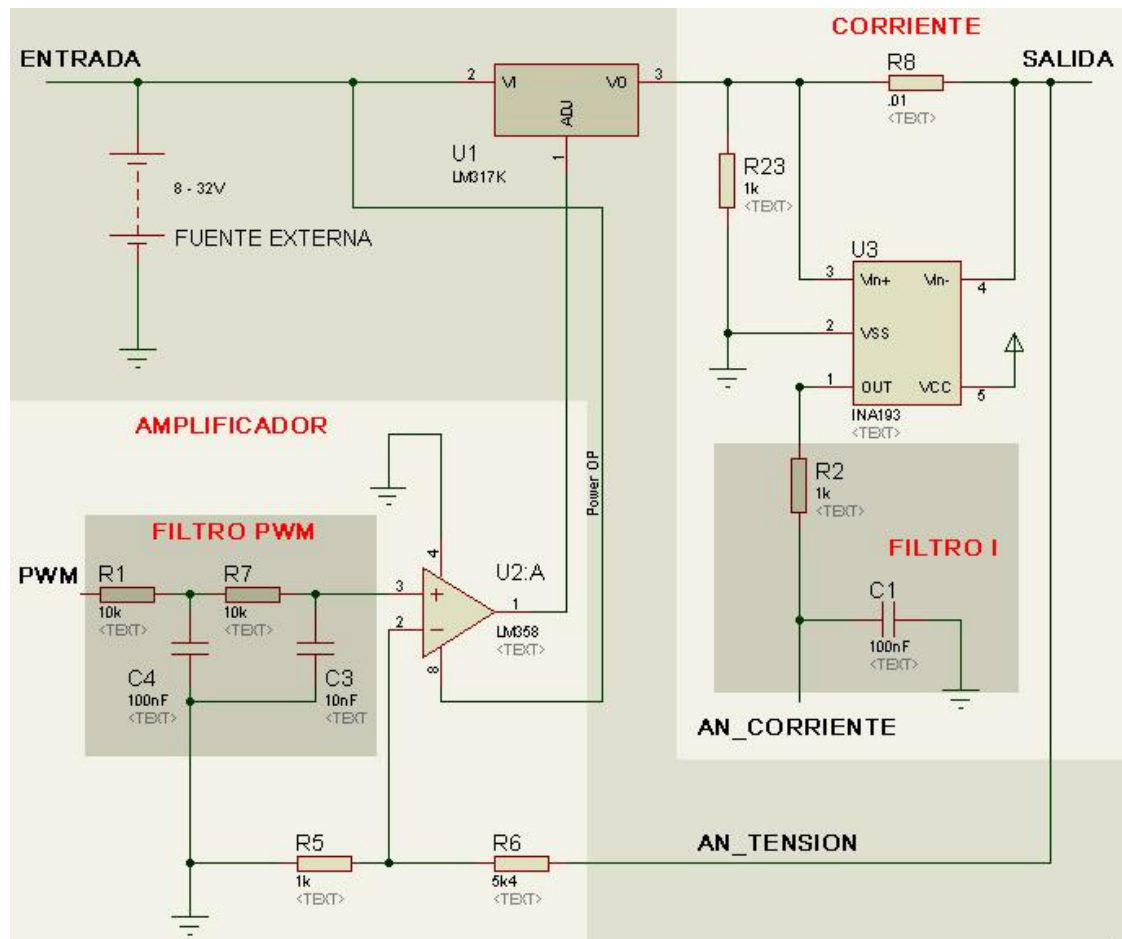 CORRIENTE
ENTRADA
SALIDA
R8
.01
<TEXT>
2
VI
VO
3
ADJ
1
U1
LM317K
8 - 32V
FUENTE EXTERNA
R23
1k
<TEXT>
U3
3
VIn+
VIn-
4
2
VSS
1
OUT
VCC
5
INA193
<TEXT>
AMPLIFICADOR
Power OP
R2
1k
<TEXT>
FILTRO I
FILTRO PWM
PWM
R1
10k
<TEXT>
R7
10k
<TEXT>
4
3
2
8
1
U2:A
LM358
<TEXT>
C1
100nF
<TEXT>
C4
100nF
<TEXT>
C3
10nF
<TEXT
AN_CORRIENTE
R5
1k
<TEXT>
R6
5k4
<TEXT>
AN_TENSION